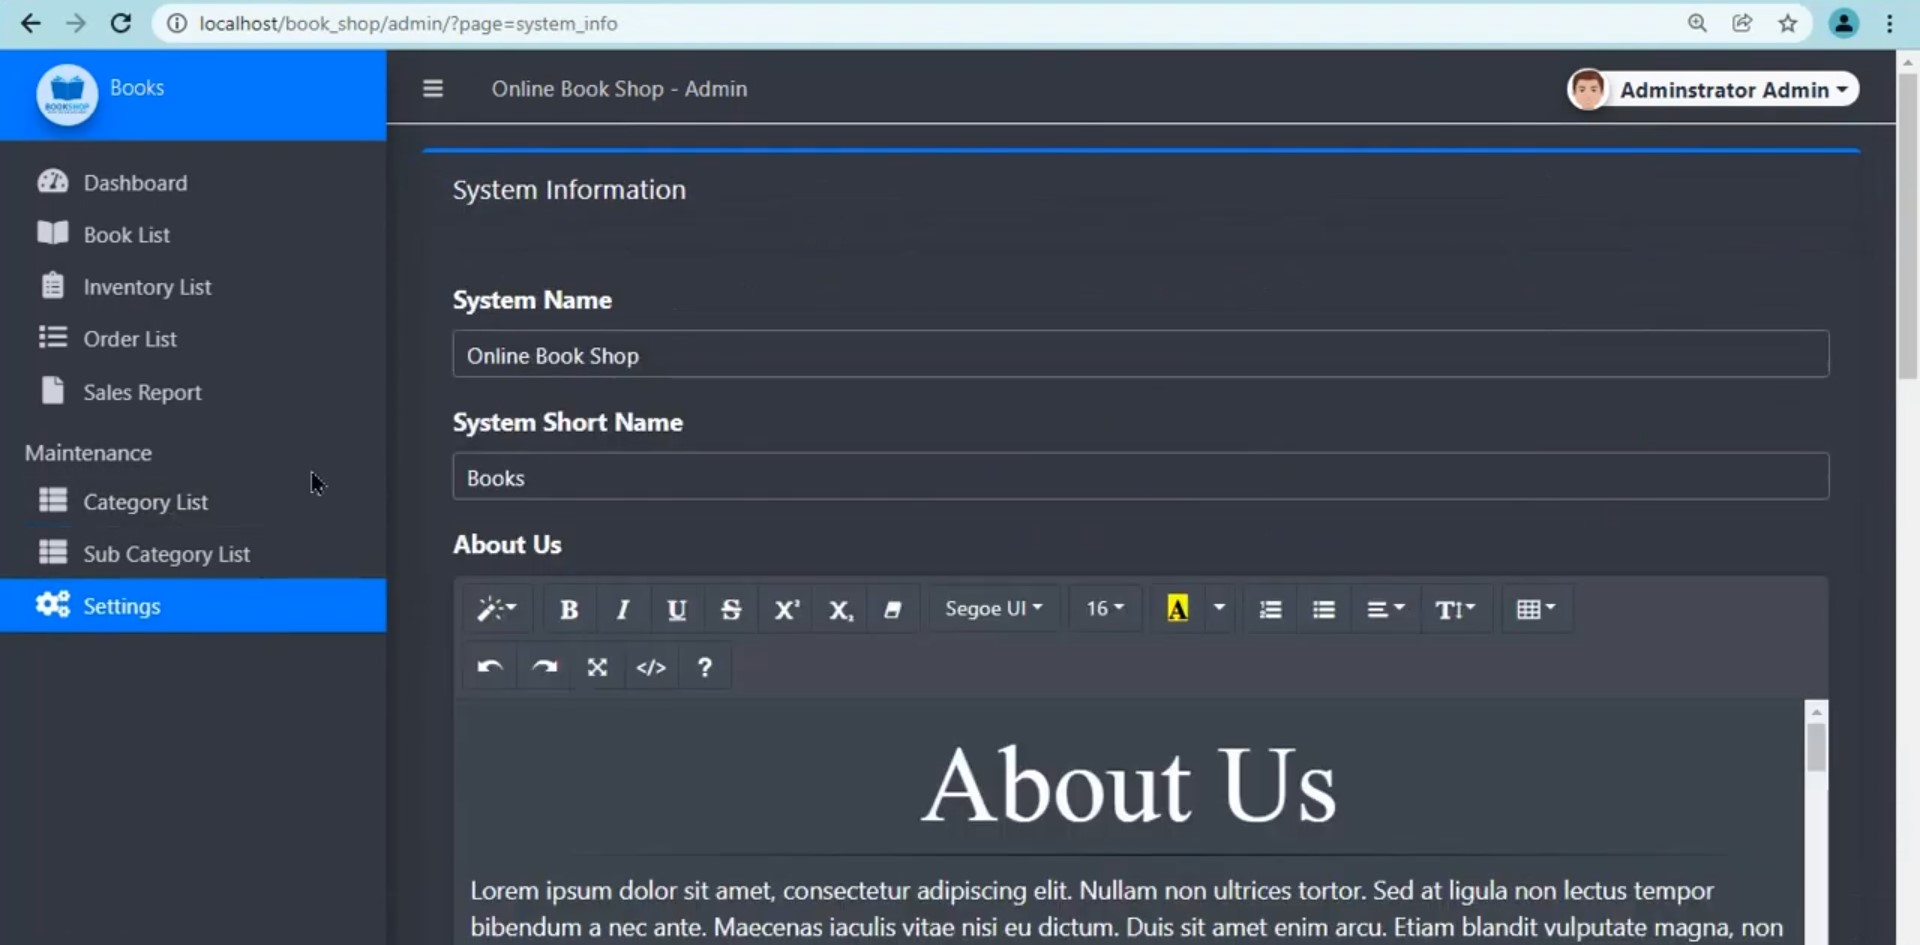 localhost/book_shop/admin/?page=system_info
BOOKSHOP
Books
Online Book Shop - Admin
Adminstrator Admin
Dashboard
Book List
Inventory List
Order List
Sales Report
Maintenance
Category List
Sub Category List
Settings
System Information
System Name
Online Book Shop
System Short Name
Books
About Us
B I U S X² X₂ Segoe UI 16 A T
</> ?
About Us
Lorem ipsum dolor sit amet, consectetur adipiscing elit. Nullam non ultrices tortor. Sed at ligula non lectus tempor
bibendum a nec ante. Maecenas iaculis vitae nisi eu dictum. Duis sit amet enim arcu. Etiam blandit vulputate magna, non